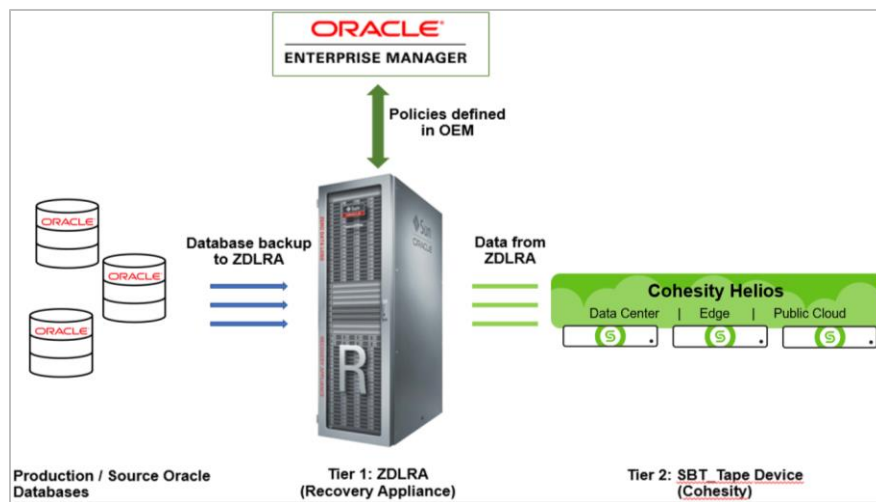 ORACLE®
ENTERPRISE MANAGER
Policies defined
in OEM
ORACLE
ORACLE
ORACLE
Database backup
to ZDLRA
Sun
ORACLE
R
Data from
ZDLRA
Cohesity Helios
Data Center | Edge | Public Cloud
Production / Source Oracle
Databases
Tier 1: ZDLRA
(Recovery Appliance)
Tier 2: SBT_Tape Device
(Cohesity)